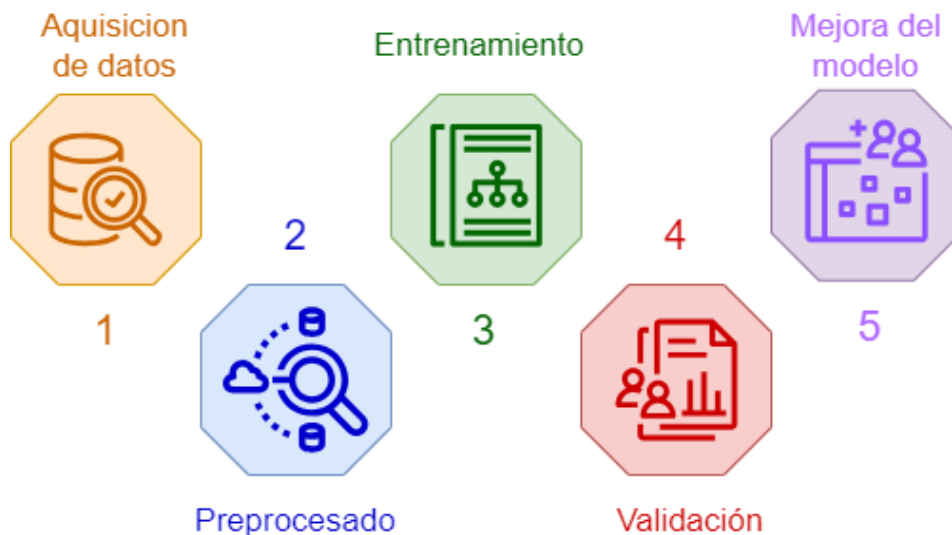 Aquisicion
de datos
1
2
Preprocesado
Entrenamiento
3
4
Validación
Mejora del
modelo
5